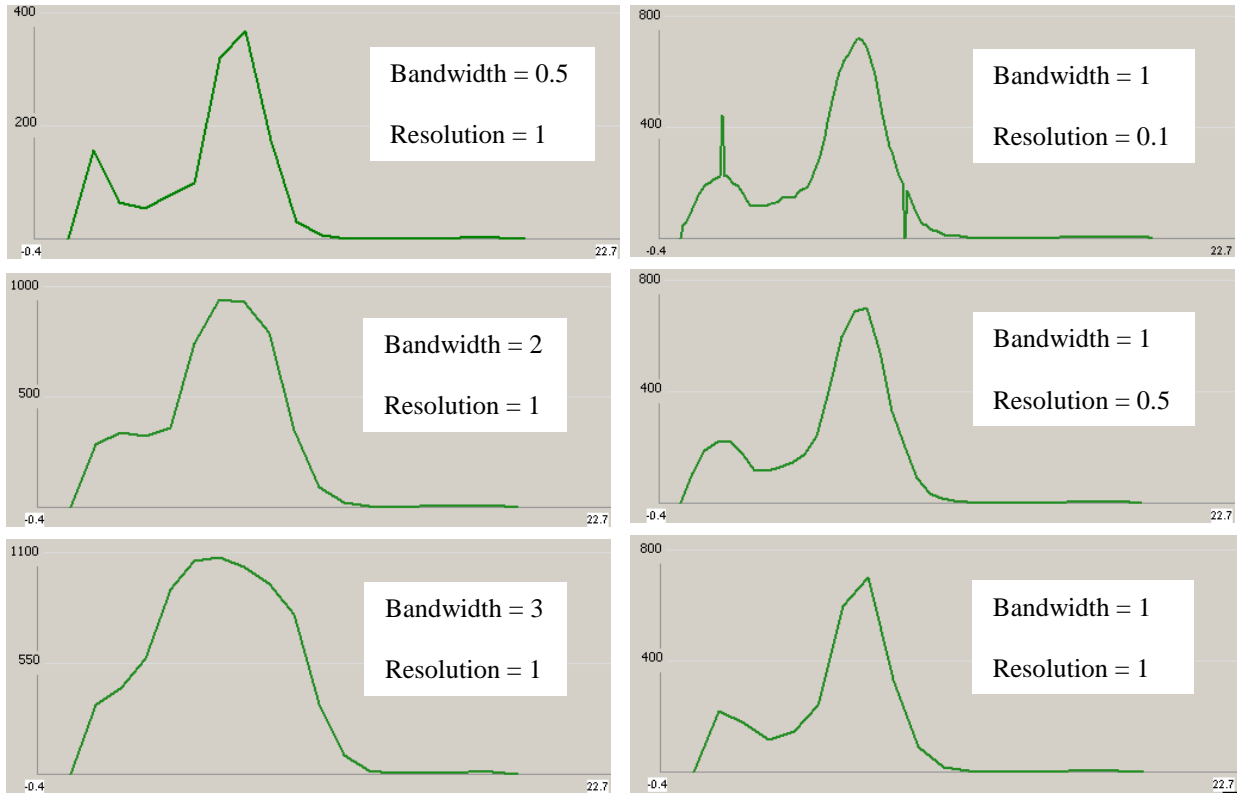 400
200
-0.4
22.7
Bandwidth = 0.5
Resolution = 1
800
400
-0.4
22.7
Bandwidth = 1
Resolution = 0.1
1000
500
-0.4
22.7
Bandwidth = 2
Resolution = 1
800
400
-0.4
22.7
Bandwidth = 1
Resolution = 0.5
1100
550
-0.4
22.7
Bandwidth = 3
Resolution = 1
800
400
-0.4
22.7
Bandwidth = 1
Resolution = 1